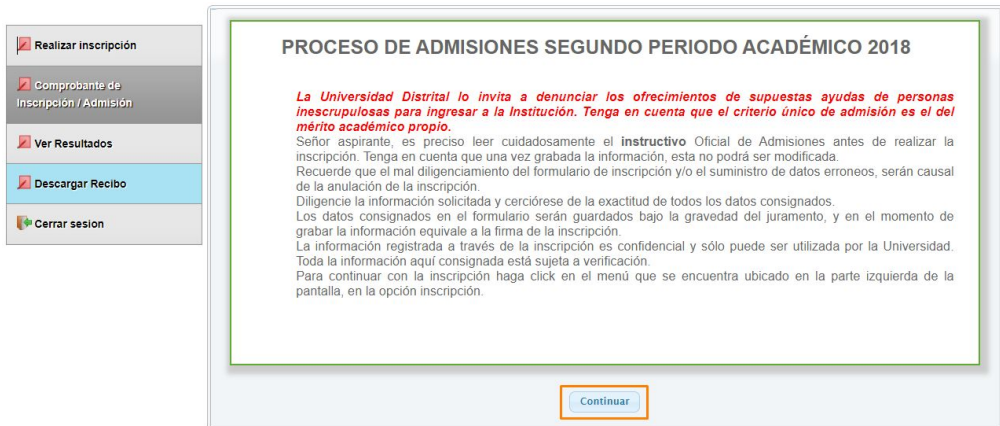 Realizar inscripción
Comprobante de
Inscripción / Admisión
Ver Resultados
Descargar Recibo
Cerrar sesion
PROCESO DE ADMISIONES SEGUNDO PERIODO ACADÉMICO 2018
La Universidad Distrital lo invita a denunciar los ofrecimientos de supuestas ayudas de personas
inescrupulosas para ingresar a la Institución. Tenga en cuenta que el criterio único de admisión es el del
mérito académico propio.
Señor aspirante, es preciso leer cuidadosamente el instructivo Oficial de Admisiones antes de realizar la
inscripción. Tenga en cuenta que una vez grabada la información, esta no podrá ser modificada.
Recuerde que el mal diligenciamiento del formulario de inscripción y/o el suministro de datos erroneos, serán causal
de la anulación de la inscripción.
Diligencie la información solicitada y cerciórese de la exactitud de todos los datos consignados.
Los datos consignados en el formulario serán guardados bajo la gravedad del juramento, y en el momento de
grabar la información equivale a la firma de la inscripción.
La información registrada a través de la inscripción es confidencial y sólo puede ser utilizada por la Universidad.
Toda la información aquí consignada está sujeta a verificación.
Para continuar con la inscripción haga click en el menú que se encuentra ubicado en la parte izquierda de la
pantalla, en la opción inscripción.
Continuar